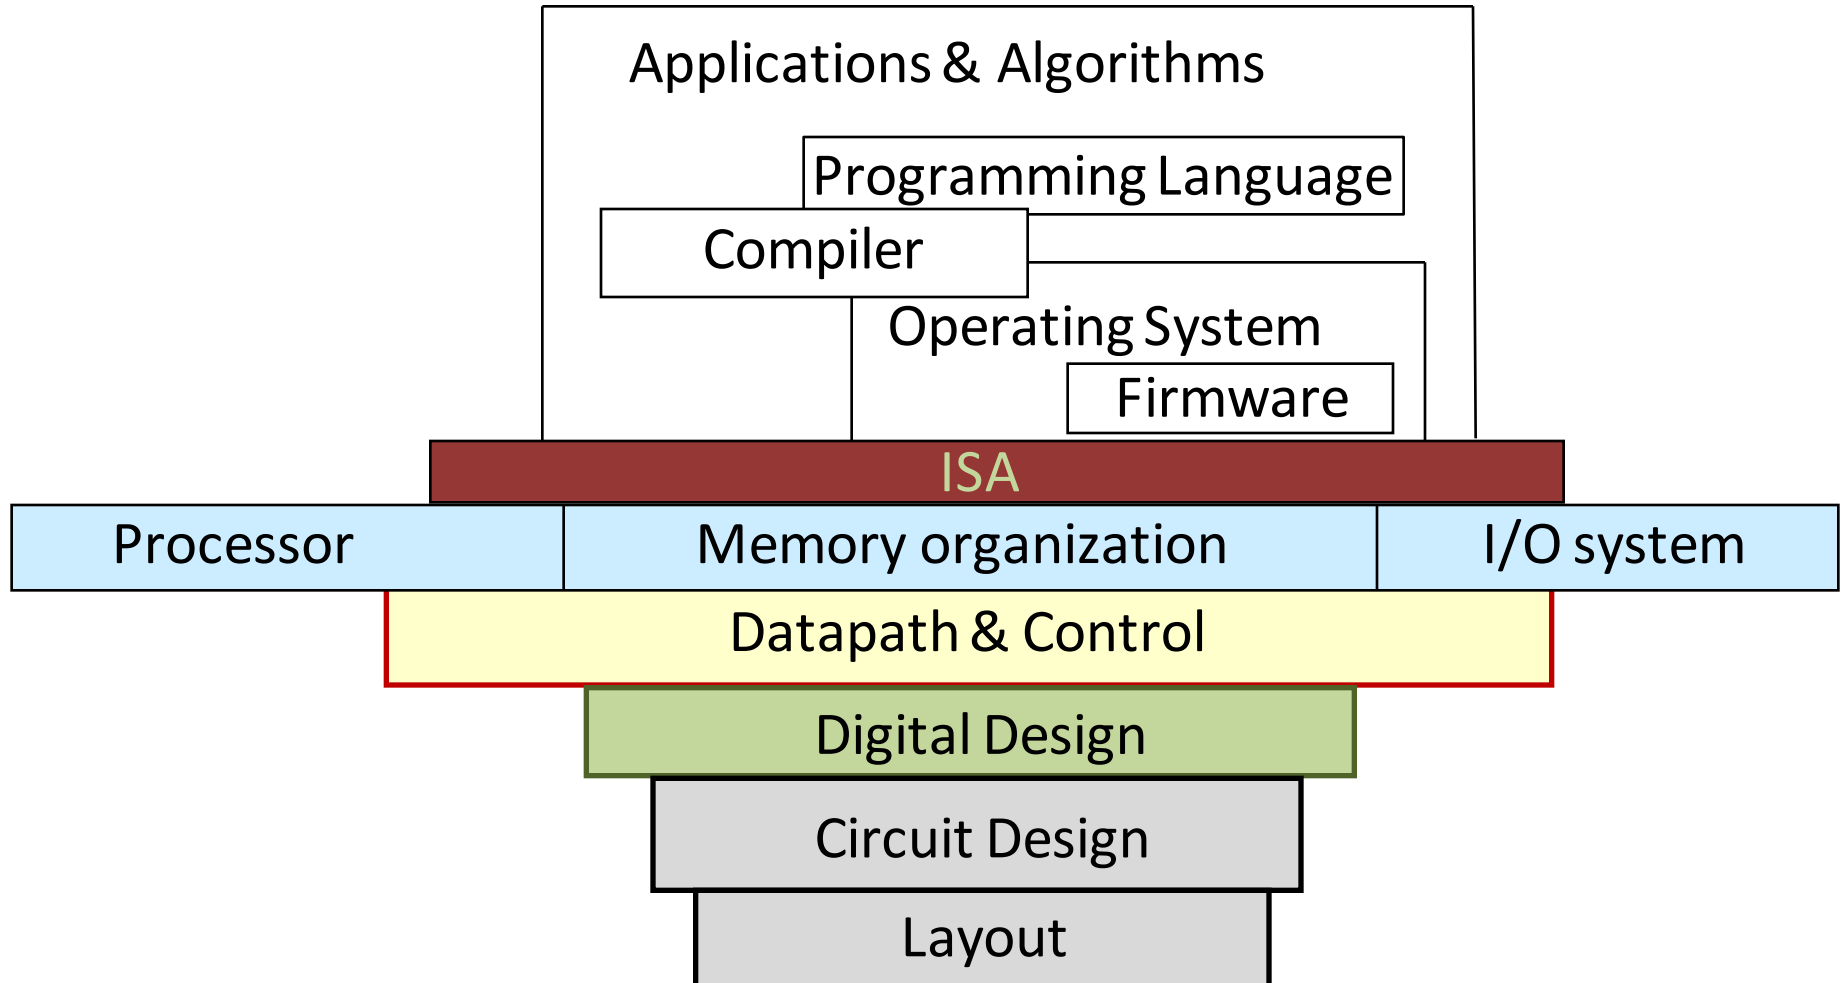 Applications & Algorithms
Programming Language
Compiler
Operating System
Firmware
ISA
Processor
Memory organization
I/O system
Datapath & Control
Digital Design
Circuit Design
Layout